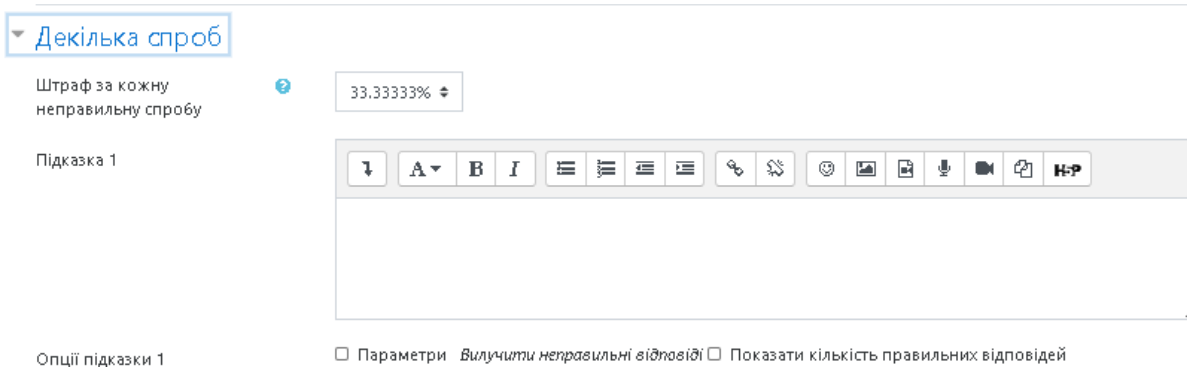 Декілька спроб
Штраф за кожну
неправильну спробу
33.33333%
Підказка 1
A B I H-P
Опції підказки 1
Параметри Вилучити неправильні відповіді Показати кількість правильних відповідей